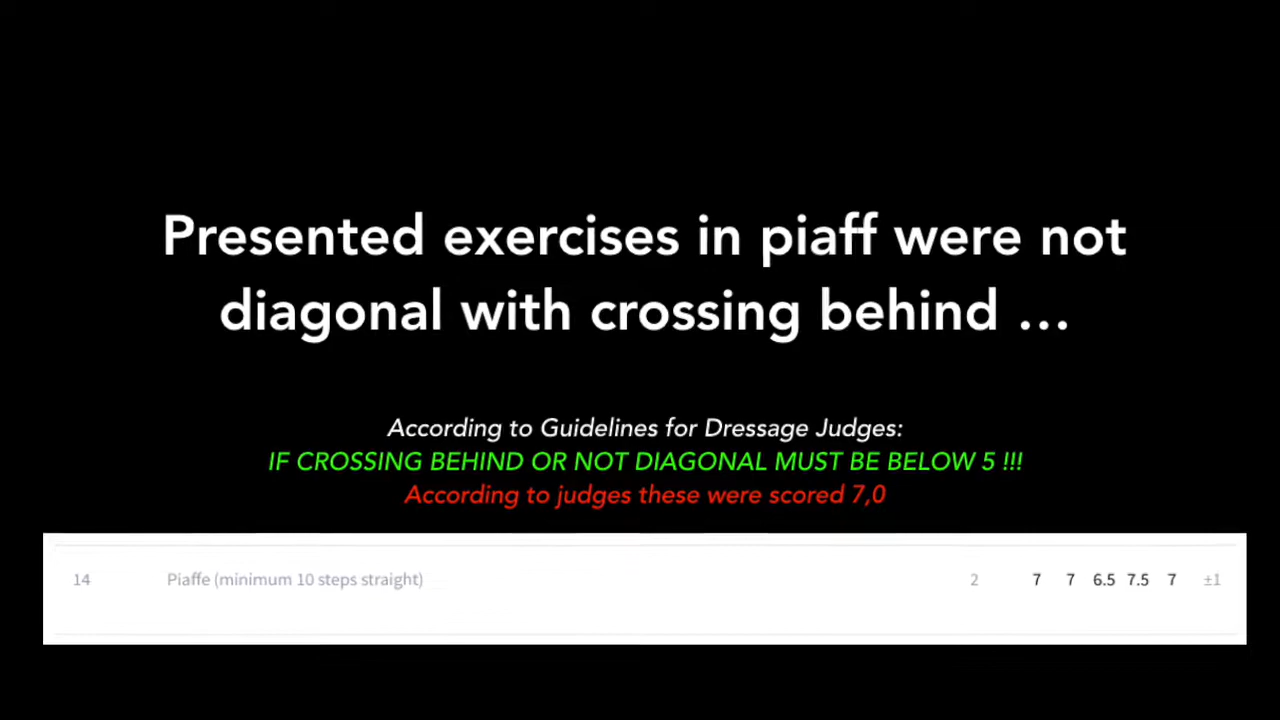 Presented exercises in piaff were not
diagonal with crossing behind ...
According to Guidelines for Dressage Judges:
IF CROSSING BEHIND OR NOT DIAGONAL MUST BE BELOW 5 !!!
According to judges these were scored 7,0
14 Piaffe (minimum 10 steps straight) 2 7 7 6.5 7.5 7 ±1